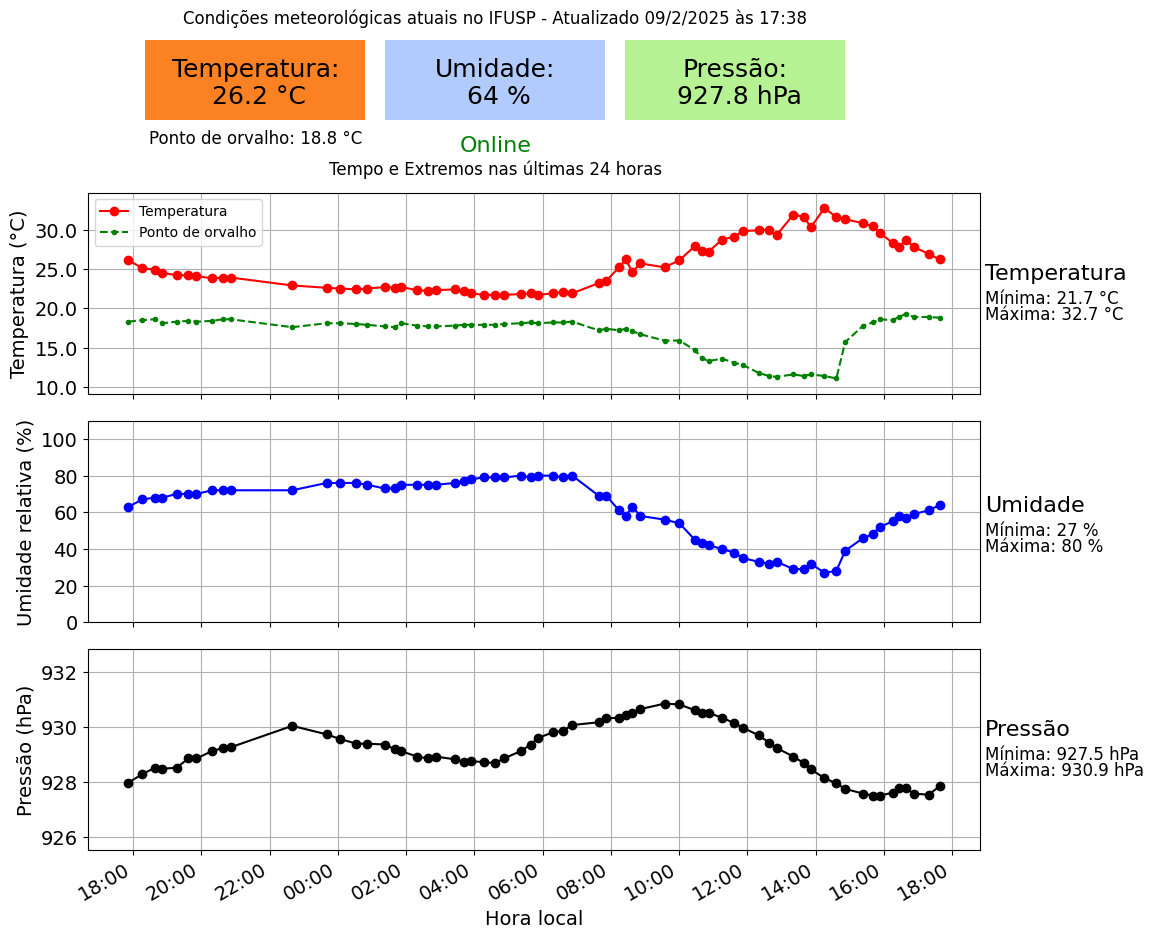 Condições meteorológicas atuais no IFUSP - Atualizado 09/2/2025 às 17:38
Temperatura:
26.2 °C
Umidade:
64 %
Pressão:
927.8 hPa
Ponto de orvalho: 18.8 °C
Online
Tempo e Extremos nas últimas 24 horas
Temperatura (°C)
30.0
25.0
20.0
15.0
10.0
Temperatura
Ponto de orvalho
Temperatura
Mínima: 21.7 °C
Máxima: 32.7 °C
Umidade relativa (%)
100
80
60
40
20
0
Umidade
Mínima: 27 %
Máxima: 80 %
Pressão (hPa)
932
930
928
926
Pressão
Mínima: 927.5 hPa
Máxima: 930.9 hPa
18:00
20:00
22:00
00:00
02:00
04:00
06:00
08:00
10:00
12:00
14:00
16:00
18:00
Hora local